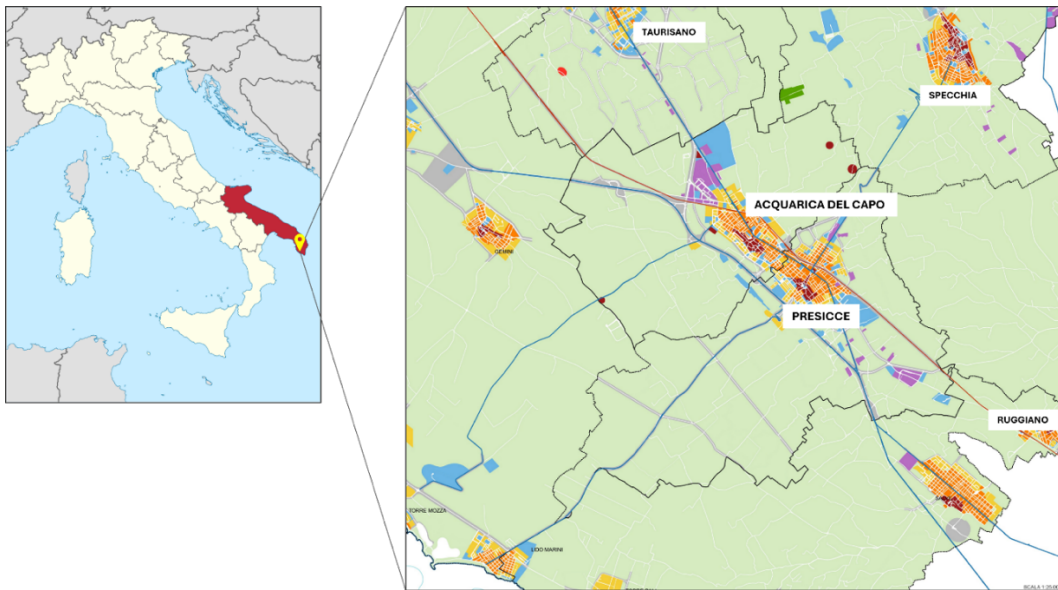 TAURISANO
SPECCHIA
ACQUARICA DEL CAPO
GEMINI
PRESICCE
RUGGIANO
TORRE MOZZA
LIDO MARINI